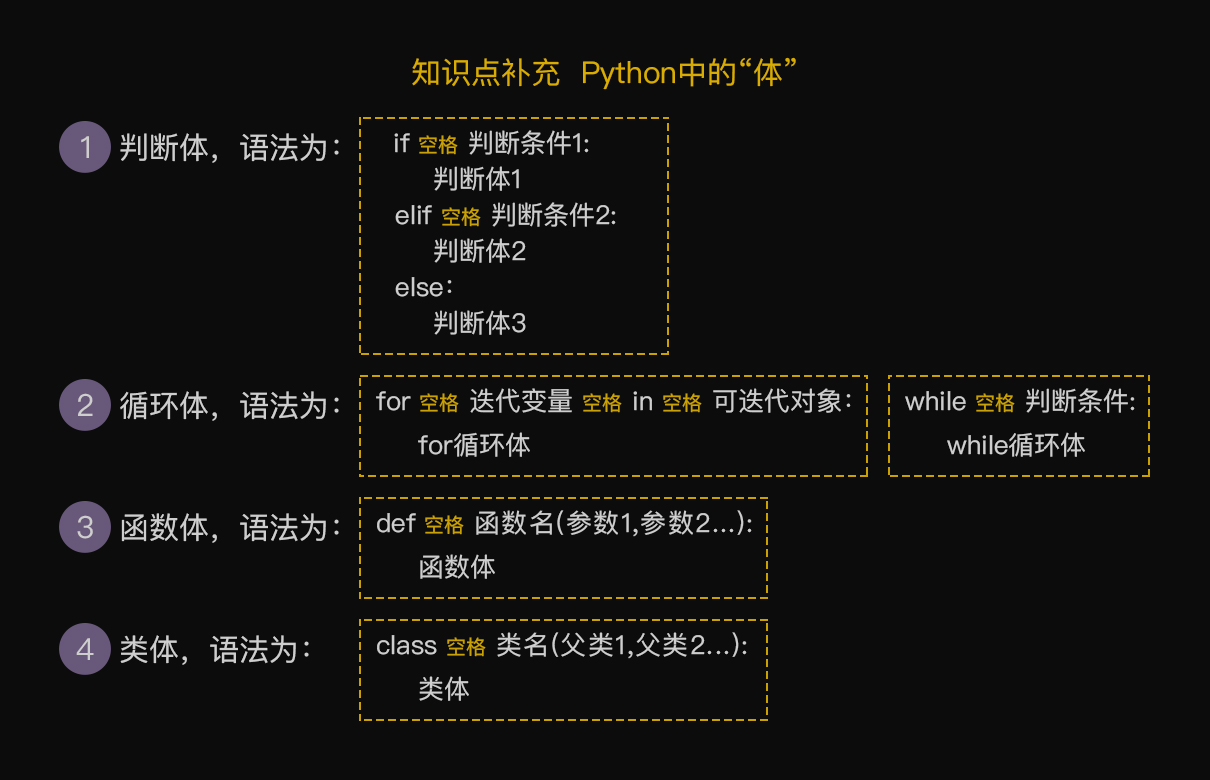 知识点补充 Python中的“体”
1 判断体，语法为：
if 空格 判断条件1:
判断体1
elif 空格 判断条件2:
判断体2
else：
判断体3
2 循环体，语法为：
for 空格 迭代变量 空格 in 空格 可迭代对象：
for循环体
while 空格 判断条件:
while循环体
3 函数体，语法为：
def 空格 函数名(参数1,参数2...):
函数体
4 类体，语法为：
class 空格 类名(父类1,父类2...):
类体